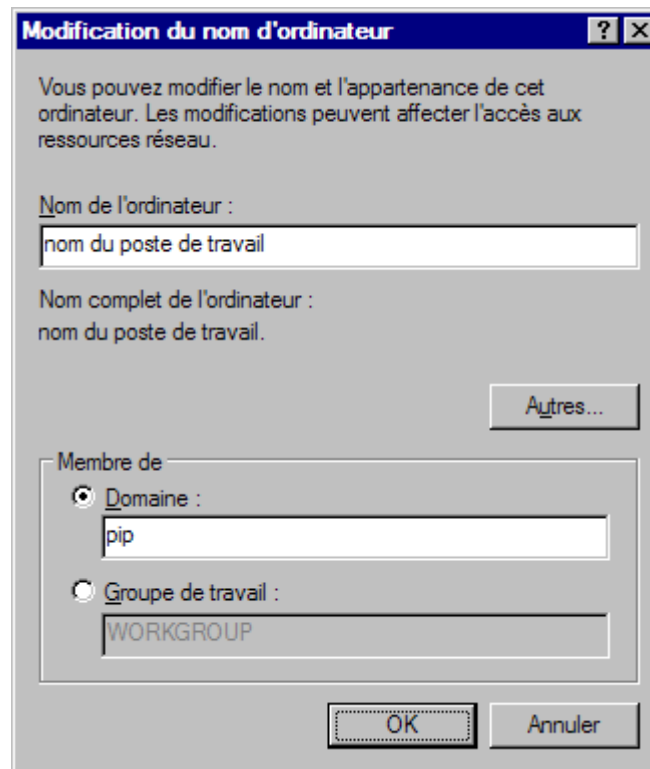 Modification du nom d'ordinateur
Vous pouvez modifier le nom et l'appartenance de cet
ordinateur. Les modifications peuvent affecter l'accès aux
ressources réseau.
Nom de l'ordinateur :
nom du poste de travail
Nom complet de l'ordinateur :
nom du poste de travail.
Autres...
Membre de
Domaine :
pip
Groupe de travail :
WORKGROUP
OK Annuler